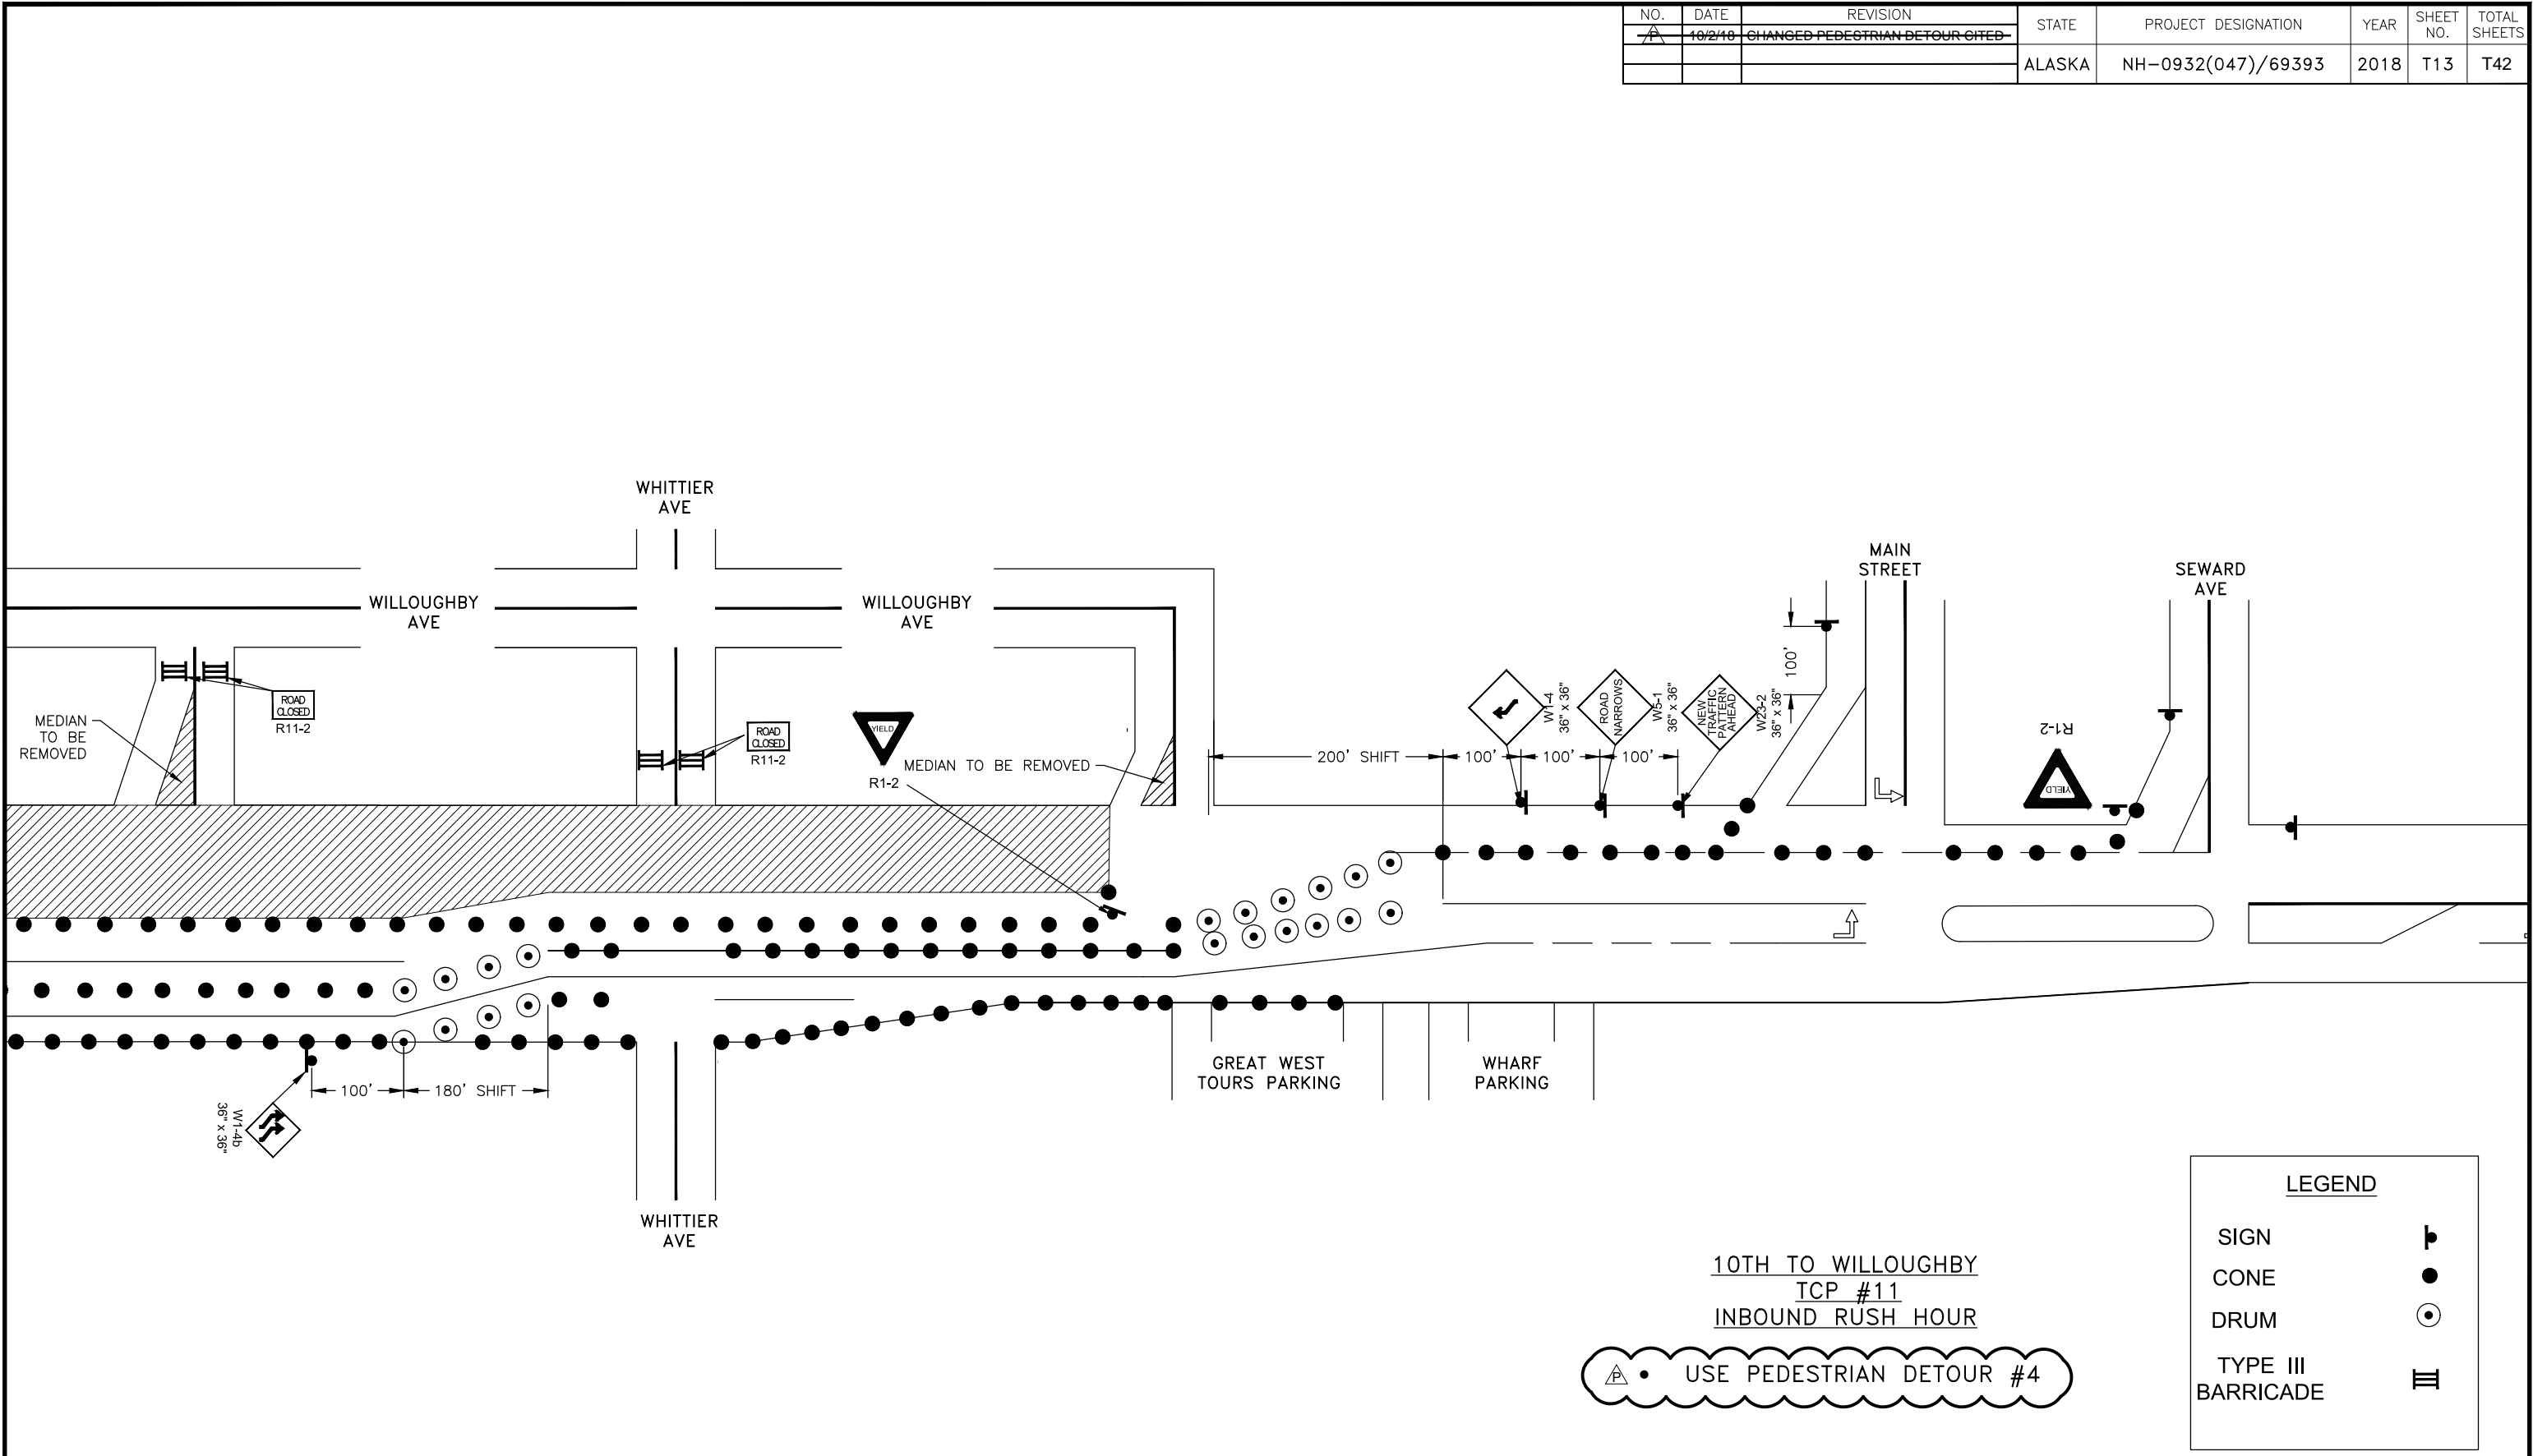 NO. DATE REVISION
P 10/2/18 CHANGED PEDESTRIAN DETOUR CITED
STATE PROJECT DESIGNATION YEAR SHEET NO. TOTAL SHEETS
ALASKA NH-0932(047)/69393 2018 T13 T42
WHITTIER
AVE
WILLOUGHBY
AVE
WILLOUGHBY
AVE
MAIN
STREET
SEWARD
AVE
MEDIAN
TO BE
REMOVED
ROAD
CLOSED
R11-2
ROAD
CLOSED
R11-2
YIELD
R1-2
MEDIAN TO BE REMOVED
200' SHIFT
100'
100'
100'
W1-4
36" x 36"
ROAD
NARROWS
W5-1
36" x 36"
NEW
TRAFFIC
PATTERN
AHEAD
W23-2
36" x 36"
100'
R1-2
YIELD
100'
180' SHIFT
W1-4b
36" x 36"
GREAT WEST
TOURS PARKING
WHARF
PARKING
WHITTIER
AVE
10TH TO WILLOUGHBY
TCP #11
INBOUND RUSH HOUR
P • USE PEDESTRIAN DETOUR #4
LEGEND
SIGN
CONE
DRUM
TYPE III
BARRICADE